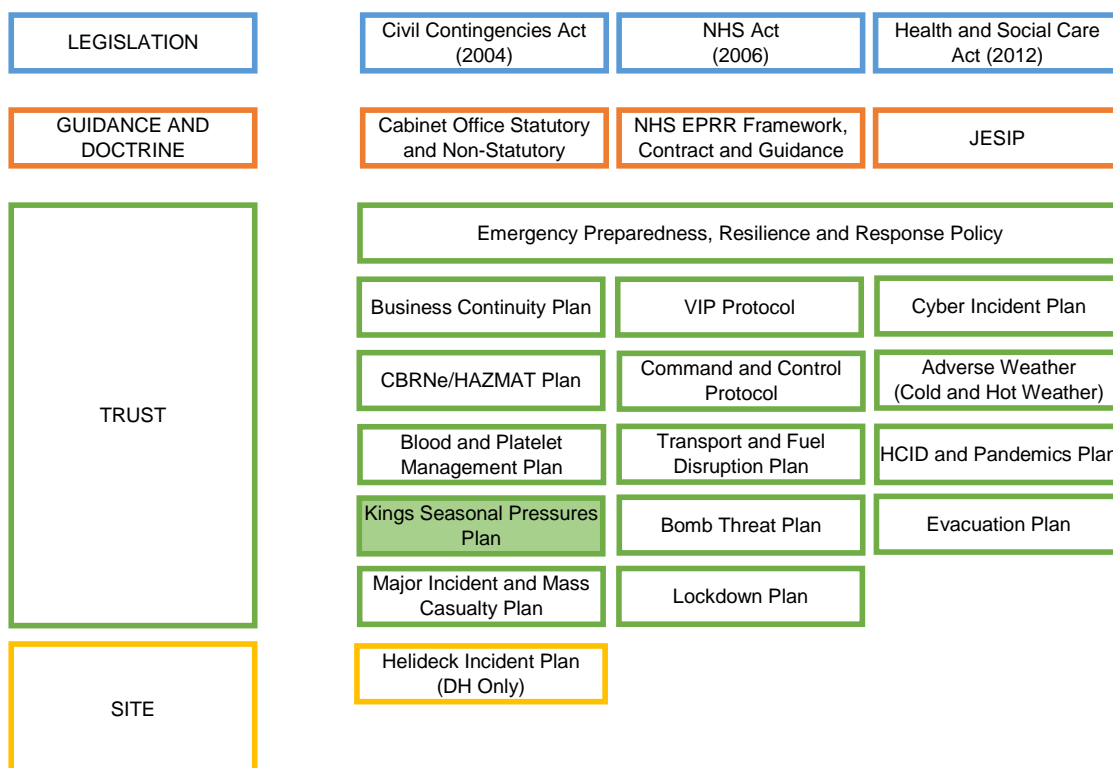 LEGISLATION
Civil Contingencies Act
(2004)
NHS Act
(2006)
Health and Social Care
Act (2012)
GUIDANCE AND
DOCTRINE
Cabinet Office Statutory
and Non-Statutory
NHS EPRR Framework,
Contract and Guidance
JESIP
TRUST
Emergency Preparedness, Resilience and Response Policy
Business Continuity Plan
VIP Protocol
Cyber Incident Plan
CBRNe/HAZMAT Plan
Command and Control
Protocol
Adverse Weather
(Cold and Hot Weather)
Blood and Platelet
Management Plan
Transport and Fuel
Disruption Plan
HCID and Pandemics Plan
Kings Seasonal Pressures
Plan
Bomb Threat Plan
Evacuation Plan
Major Incident and Mass
Casualty Plan
Lockdown Plan
SITE
Helideck Incident Plan
(DH Only)